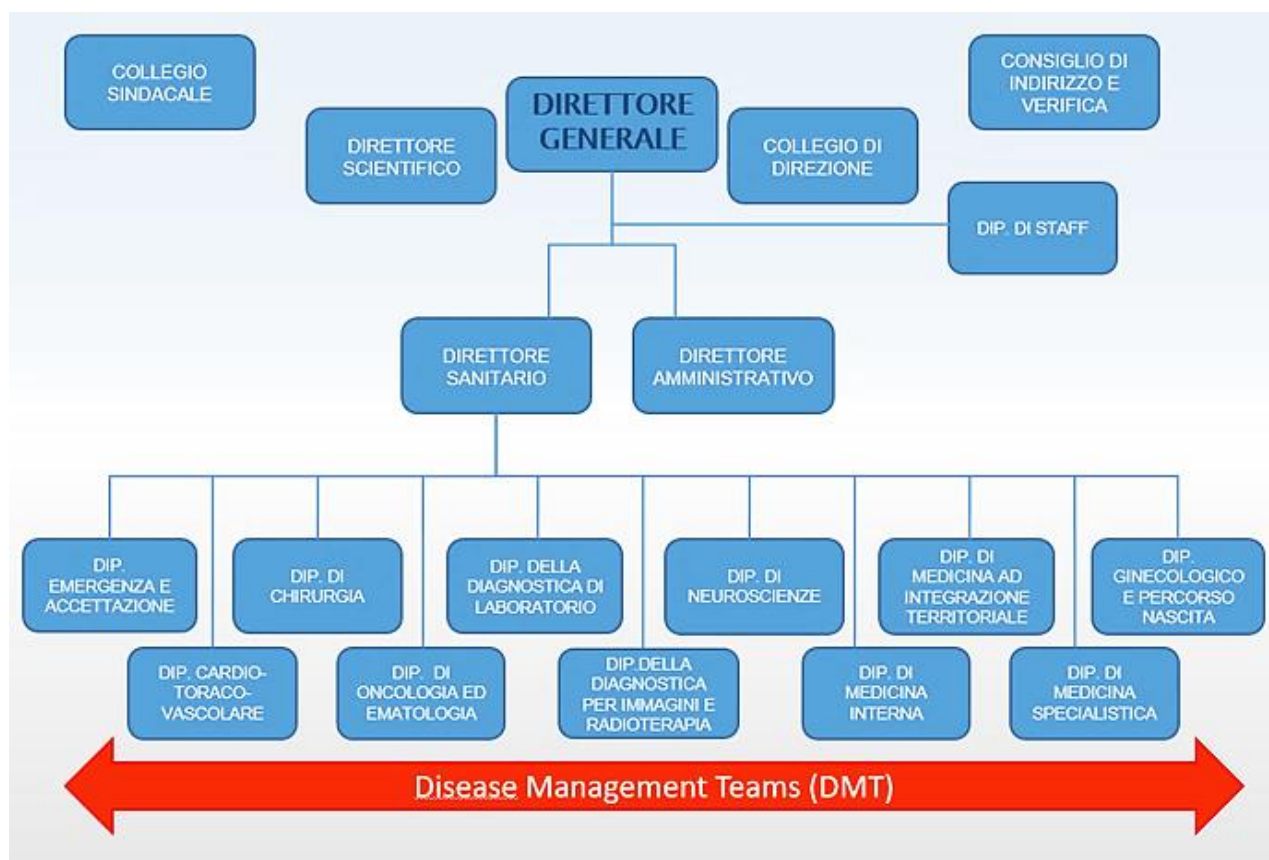 COLLEGIO
SINDACALE
CONSIGLIO DI
INDIRIZZO E
VERIFICA
DIRETTORE
GENERALE
DIRETTORE
SCIENTIFICO
COLLEGIO DI
DIREZIONE
DIP. DI STAFF
DIRETTORE
SANITARIO
DIRETTORE
AMMINISTRATIVO
DIP.
EMERGENZA E
ACCETTAZIONE
DIP. DI
CHIRURGIA
DIP. DELLA
DIAGNOSTICA DI
LABORATORIO
DIP. DI
NEUROSCIENZE
DIP. DI
MEDICINA AD
INTEGRAZIONE
TERRITORIALE
DIP.
GINECOLOGICO
E PERCORSO
NASCITA
DIP. CARDIO-
TORACO-
VASCOLARE
DIP. DI
ONCOLOGIA ED
EMATOLOGIA
DIP.DELLA
DIAGNOSTICA
PER IMMAGINI E
RADIOTERAPIA
DIP. DI
MEDICINA
INTERNA
DIP. DI
MEDICINA
SPECIALISTICA
Disease Management Teams (DMT)